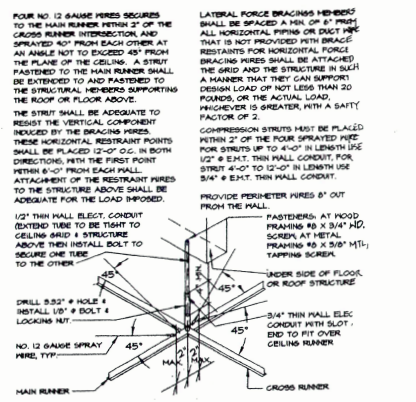 FOUR NO. 12 GAUGE WIRES SECURES
TO THE MAIN RUNNER WITHIN 2" OF THE
CROSS RUNNER INTERSECTION, AND
SPRAYED 90° FROM EACH OTHER AT
AN ANGLE NOT TO EXCEED 45° FROM
THE PLANE OF THE CEILING. A STRUT
FASTENED TO THE MAIN RUNNER SHALL
BE EXTENDED TO AND FASTENED TO
THE STRUCTURAL MEMBERS SUPPORTING
THE ROOF OR FLOOR ABOVE.
THE STRUT SHALL BE ADEQUATE TO
RESIST THE VERTICAL COMPONENT
INDUCED BY THE BRACING WIRES.
THESE HORIZONTAL RESTRAINT POINTS
SHALL BE PLACED 12'-0" O.C. IN BOTH
DIRECTIONS, WITH THE FIRST POINT
WITHIN 6'-0" FROM EACH WALL.
ATTACHMENT OF THE RESTRAINT WIRES
TO THE STRUCTURE ABOVE SHALL BE
ADEQUATE FOR THE LOAD IMPOSED.
LATERAL FORCE BRACINGS MEMBERS
SHALL BE SPACED A MIN. OF 6" FROM
ALL HORIZONTAL PIPING OR DUCT
THAT IS NOT PROVIDED WITH BRACE
RESTAINTS FOR HORIZONTAL FORCE
BRACING WIRES SHALL BE ATTACHED
THE GRID AND THE STRUCTURE IN SUCH
A MANNER THAT THEY CAN SUPPORT
DESIGN LOAD OF NOT LESS THAN 20
POUNDS, OR THE ACTUAL LOAD,
WHICHEVER IS GREATER, WITH A SAFTY
FACTOR OF 2.
COMPRESSION STRUTS MUST BE PLACED
WITHIN 2" OF THE FOUR SPRAYED WIRE
FOR STRUTS UP TO 4'-0" IN LENGTH USE
1/2" ø E.M.T. THIN WALL CONDUIT, FOR
STRUT 4'-0" TO 12'-0" IN LENGTH USE
3/4" ø E.M.T. THIN WALL CONDUIT.
PROVIDE PERIMETER WIRES 8" OUT
FROM THE WALL.
1/2" THIN WALL ELECT. CONDUIT
(EXTEND TUBE TO BE TIGHT TO
CEILING GRID & STRUCTURE
ABOVE THEN INSTALL BOLT TO
SECURE ONE TUBE
TO THE OTHER
FASTENERS: AT WOOD
FRAMING #8 X 3/4" WD.
SCREW, AT METAL
FRAMING #8 X 3/8" MTL.
TAPPING SCREW.
UNDER SIDE OF FLOOR
OR ROOF STRUCTURE
45°
4" MIN.
45°
DRILL 5.32" ø HOLE &
INSTALL 1/8" ø BOLT &
LOCKING NUT.
45°
3/4" THIN WALL ELEC
CONDUIT WITH SLOT
END TO FIT OVER
CEILING RUNNER
NO. 12 GAUGE SPRAY
WIRE, TYP.
45°
2" MAX.
2" MAX.
MAIN RUNNER
CROSS RUNNER